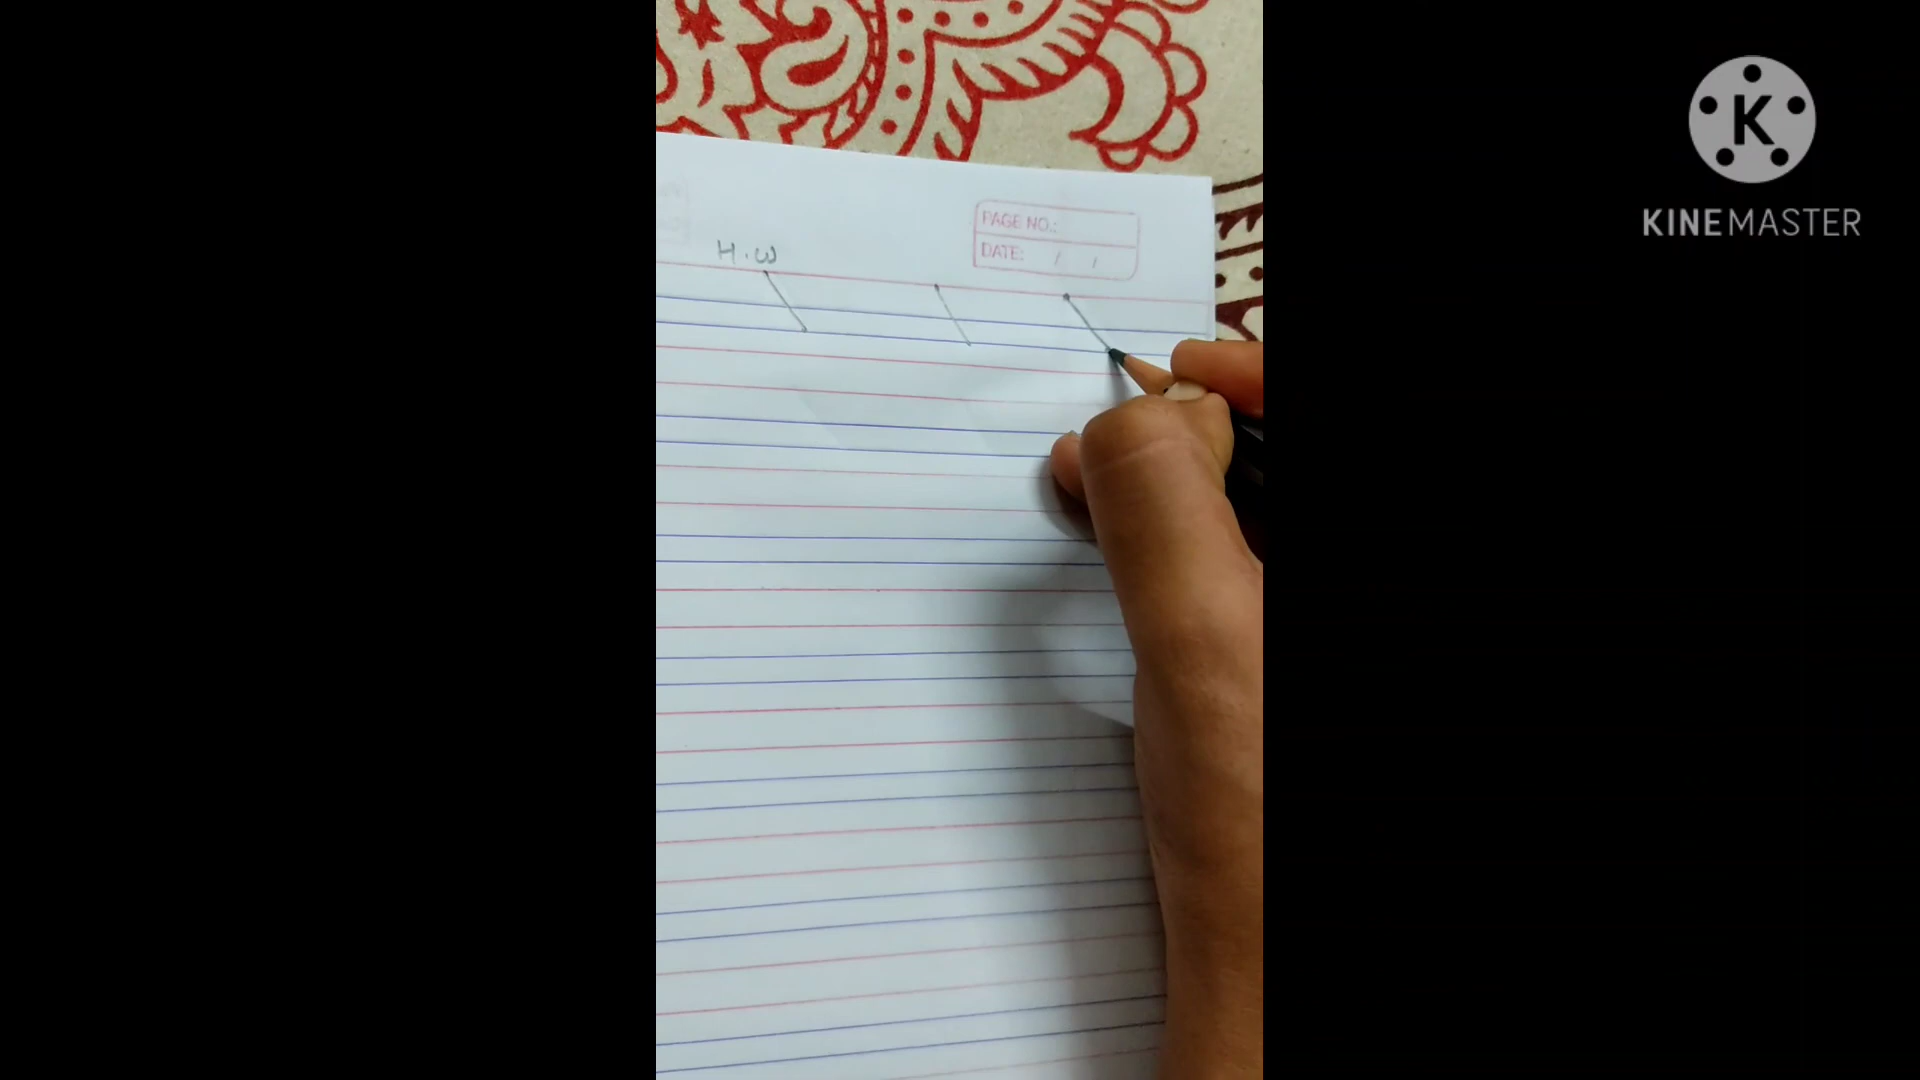 K
KINEMASTER
PAGE NO.:
DATE: / /
H.W